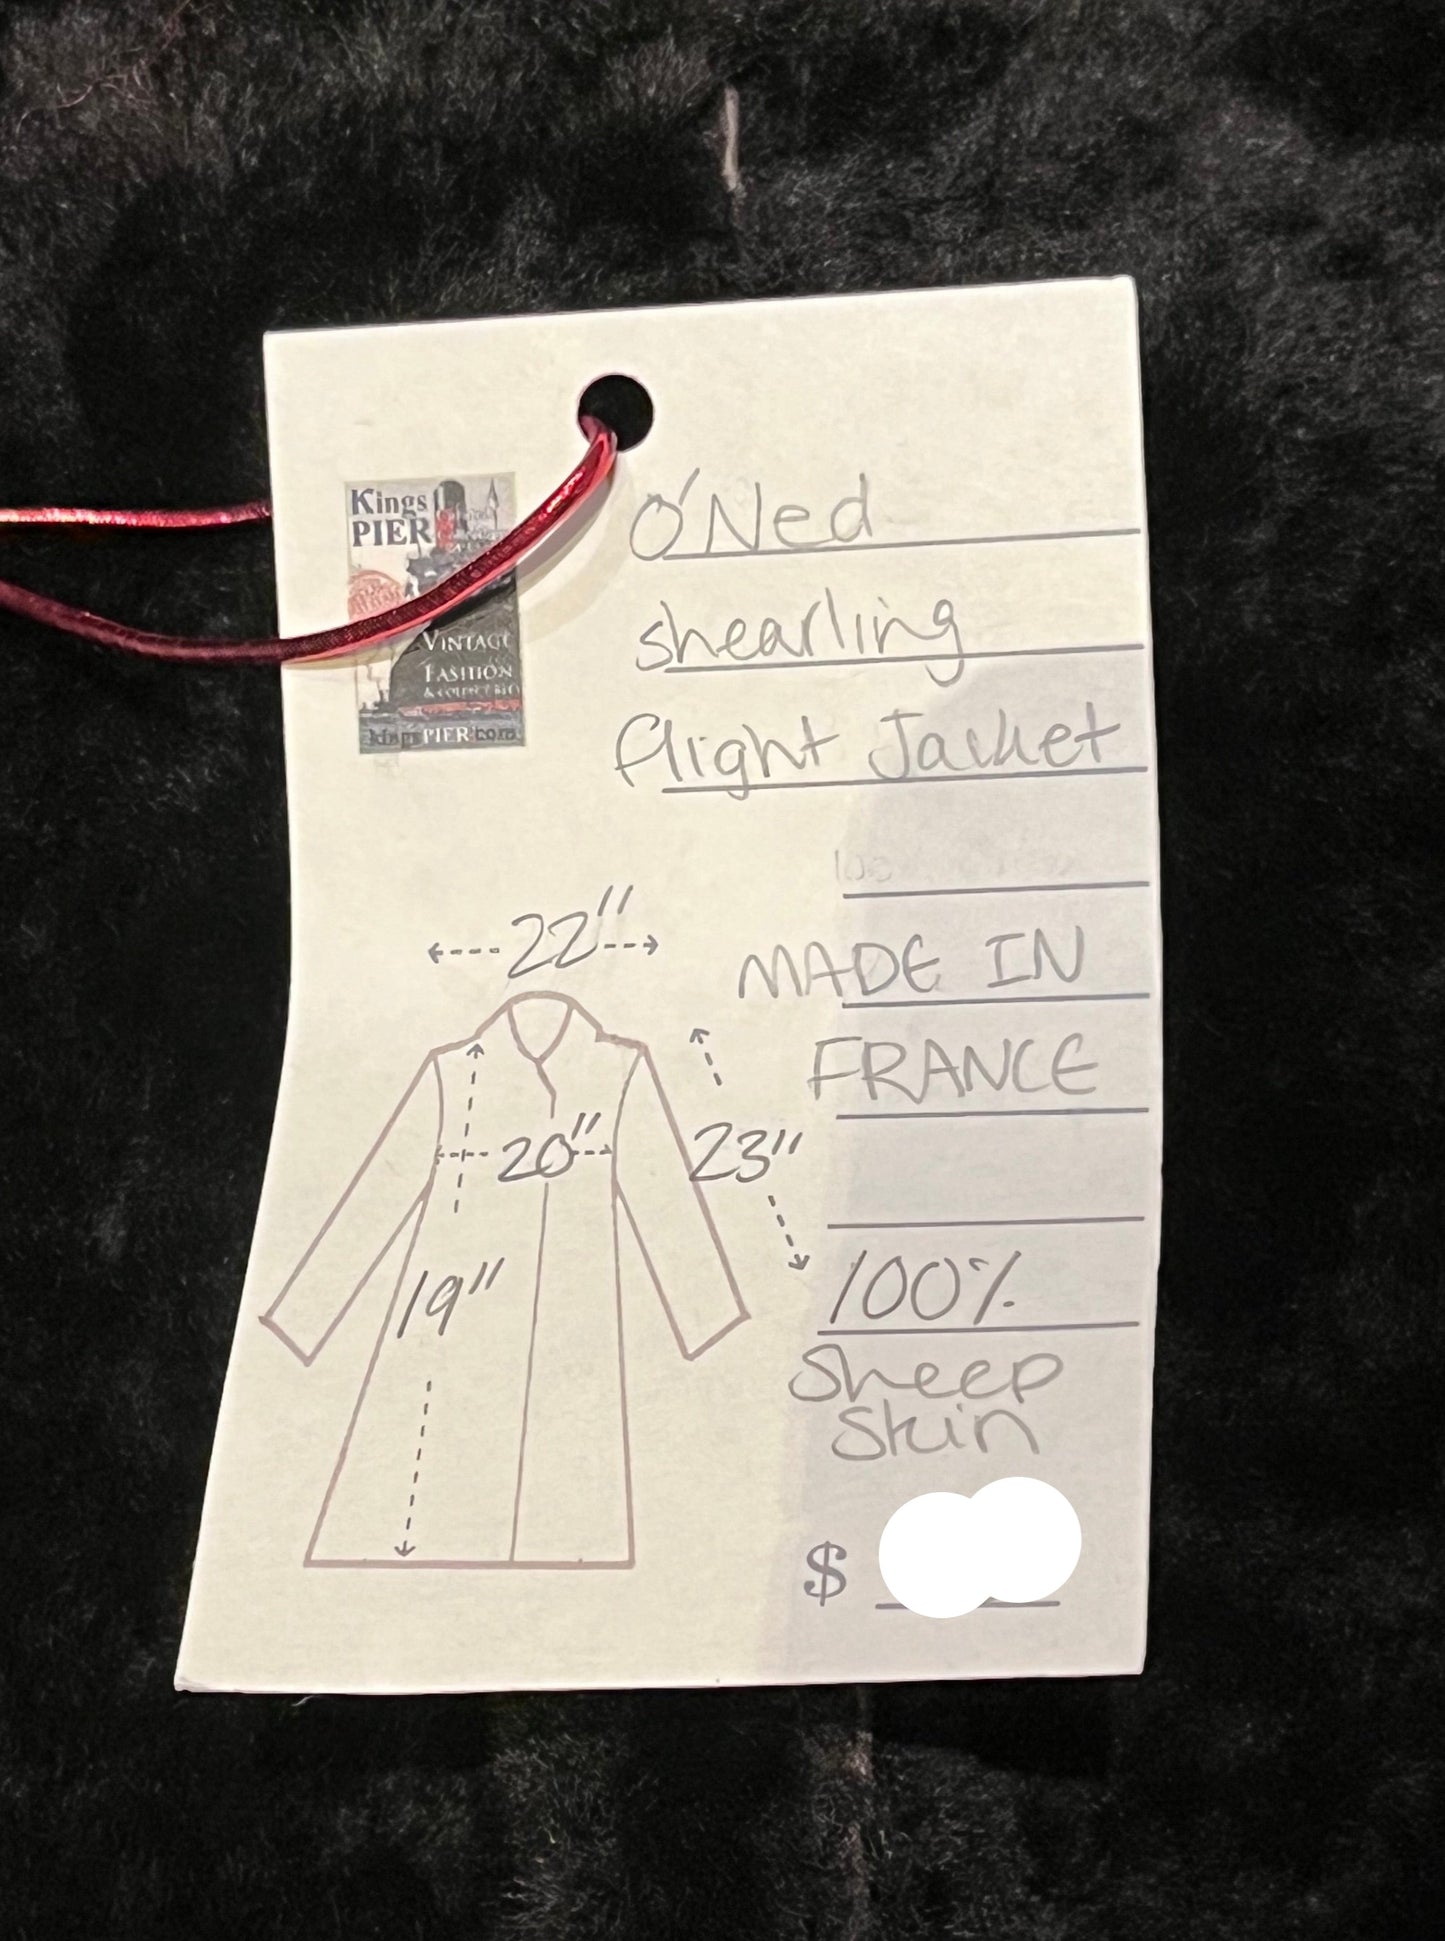 Kings
PIER
VINTAGE
FASHION
kingsPIER.com
O'Ned
shearling
flight Jacket
MADE IN
FRANCE
100%
Sheep
Skin
22"
20"
23"
19"
$